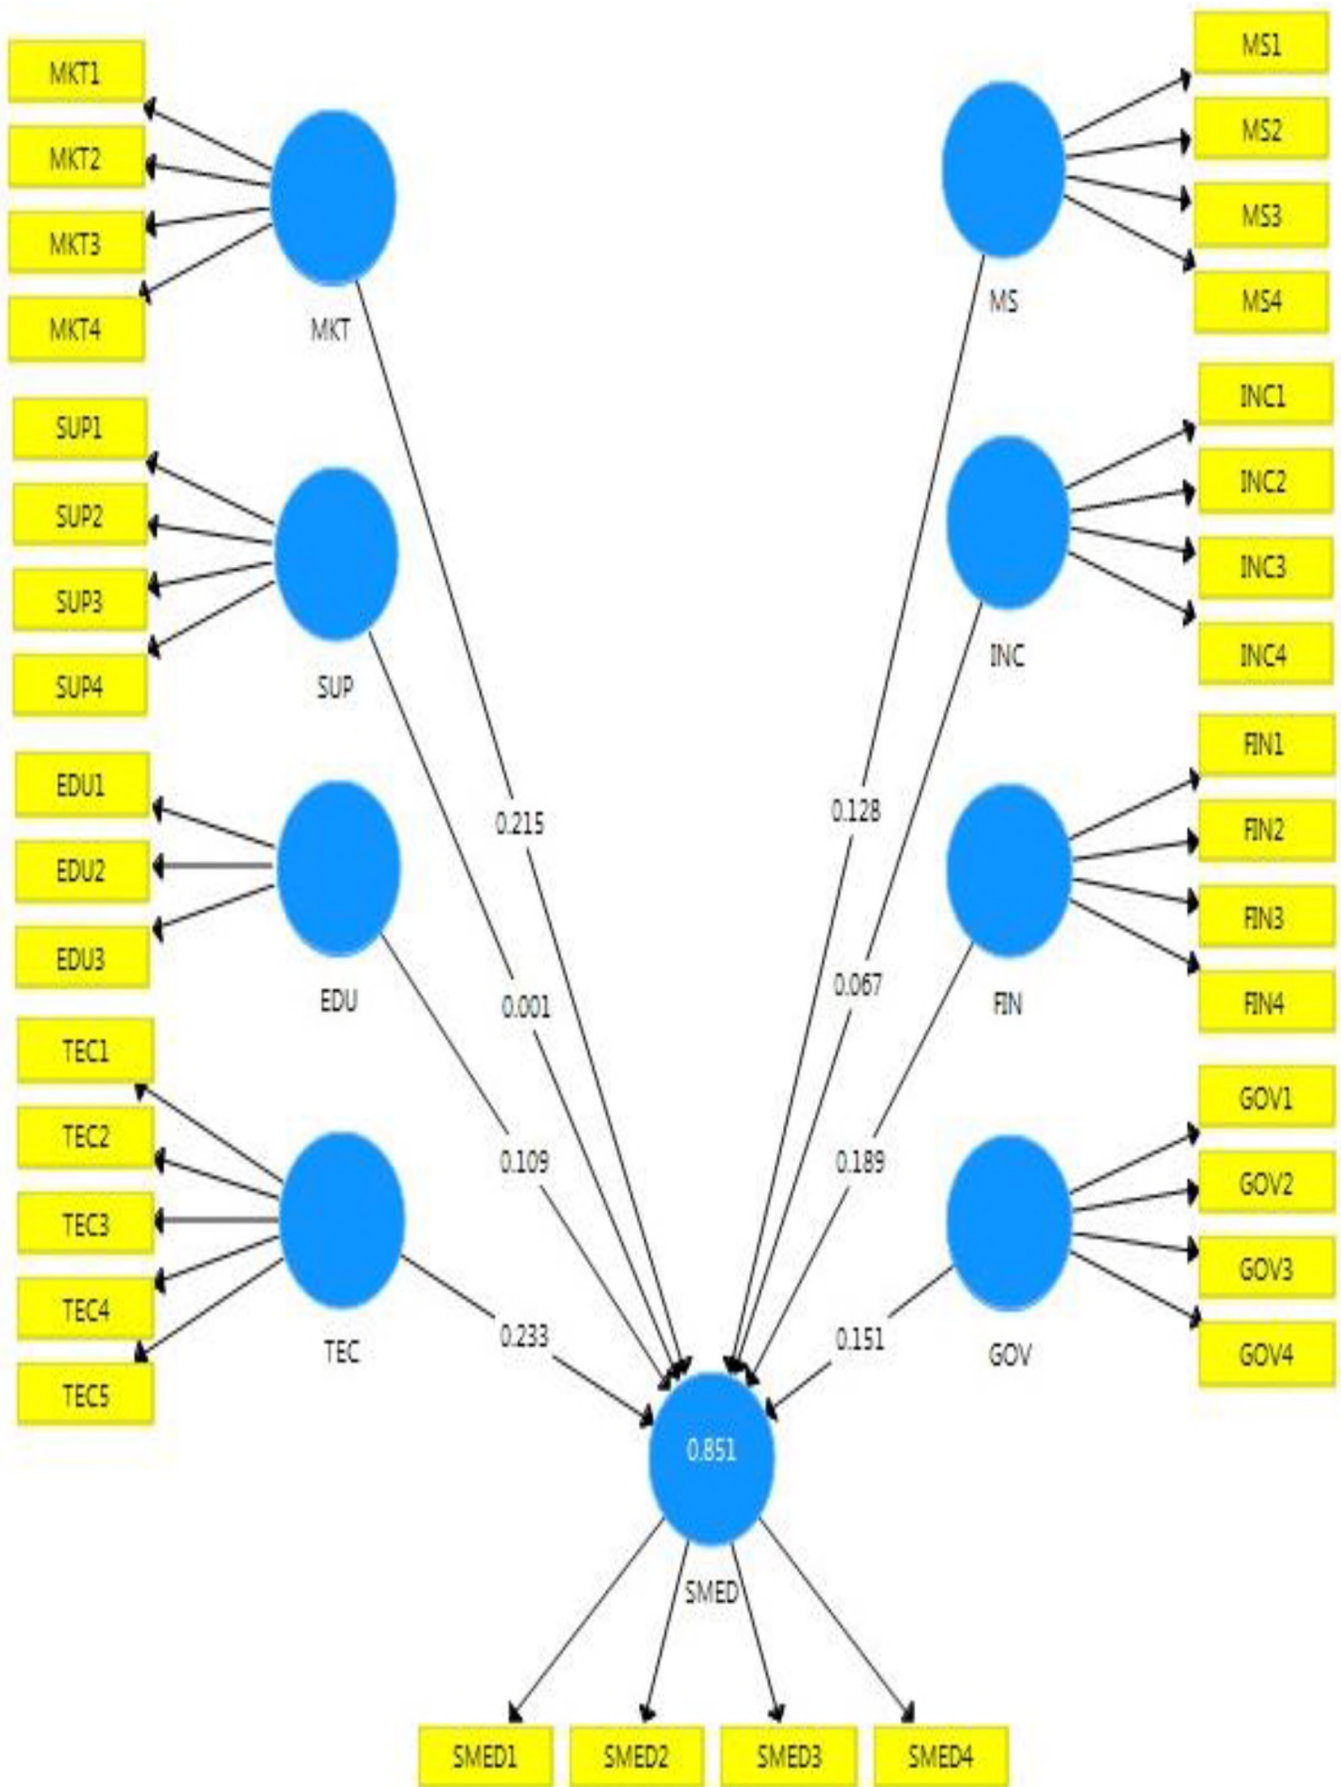 MKT1
MKT2
MKT3
MKT4
MKT
SUP1
SUP2
SUP3
SUP4
SUP
EDU1
EDU2
EDU3
EDU
TEC1
TEC2
TEC3
TEC4
TEC5
TEC
MS1
MS2
MS3
MS4
MS
INC1
INC2
INC3
INC4
INC
FIN1
FIN2
FIN3
FIN4
FIN
GOV1
GOV2
GOV3
GOV4
GOV
0.215
0.001
0.109
0.233
0.128
0.067
0.189
0.151
0.851
SMED
SMED1
SMED2
SMED3
SMED4